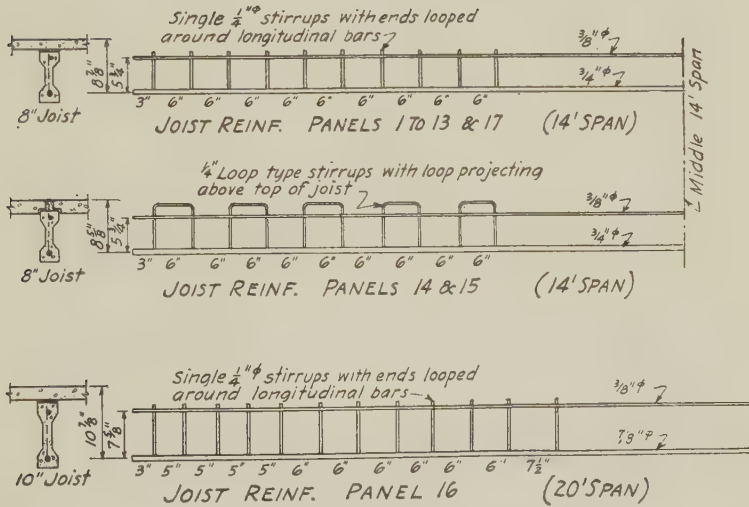 Single 1/4"ϕ stirrups with ends looped
around longitudinal bars
3/8"ϕ
3/4"ϕ
8 7/8"
5 3/4"
8" Joist
3" 6" 6" 6" 6" 6" 6" 6" 6" 6"
JOIST REINF. PANELS 1 TO 13 & 17 (14' SPAN)
Middle 14' Span
1/4" Loop type stirrups with loop projecting
above top of joist
3/8"ϕ
3/4"ϕ
8 5/8"
5 3/4"
8" Joist
3" 6" 6" 6" 6" 6" 6" 6" 6" 6"
JOIST REINF. PANELS 14 & 15 (14' SPAN)
Single 1/4"ϕ stirrups with ends looped
around longitudinal bars
3/8"ϕ
7/8"ϕ
10 7/8"
7 5/8"
10" Joist
3" 5" 5" 5" 5" 6" 6" 6" 6" 6" 6" 7 1/2"
JOIST REINF. PANEL 16 (20' SPAN)